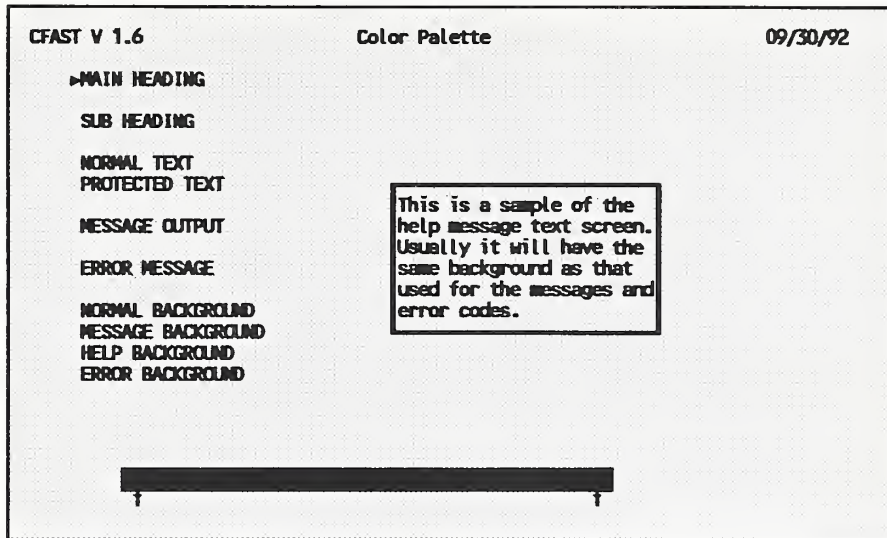 CFAST V 1.6 Color Palette 09/30/92
▸MAIN HEADING
SUB HEADING
NORMAL TEXT
PROTECTED TEXT
MESSAGE OUTPUT
ERROR MESSAGE
NORMAL BACKGROUND
MESSAGE BACKGROUND
HELP BACKGROUND
ERROR BACKGROUND
This is a sample of the
help message text screen.
Usually it will have the
same background as that
used for the messages and
error codes.